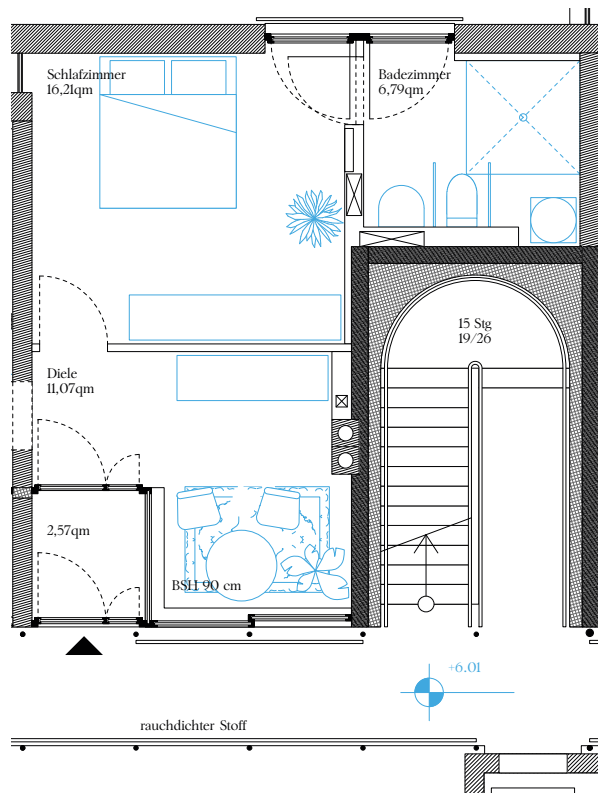 Schlafzimmer
16,21qm
Badezimmer
6,79qm
15 Stg
19/26
Diele
11,07qm
2,57qm
BSH 90 cm
+6.01
rauchdichter Stoff